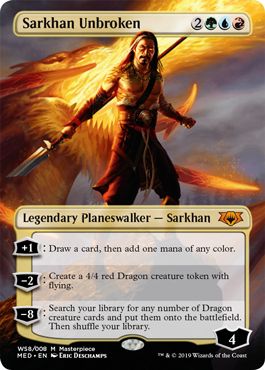 Sarkhan Unbroken 2
Legendary Planeswalker — Sarkhan
+1: Draw a card, then add one mana of any color.
−2: Create a 4/4 red Dragon creature token with
flying.
−8: Search your library for any number of Dragon
creature cards and put them onto the battlefield.
Then shuffle your library.
4
WS8/008 M Masterpiece
MED • EN Eric Deschamps
™ & © 2019 Wizards of the Coast